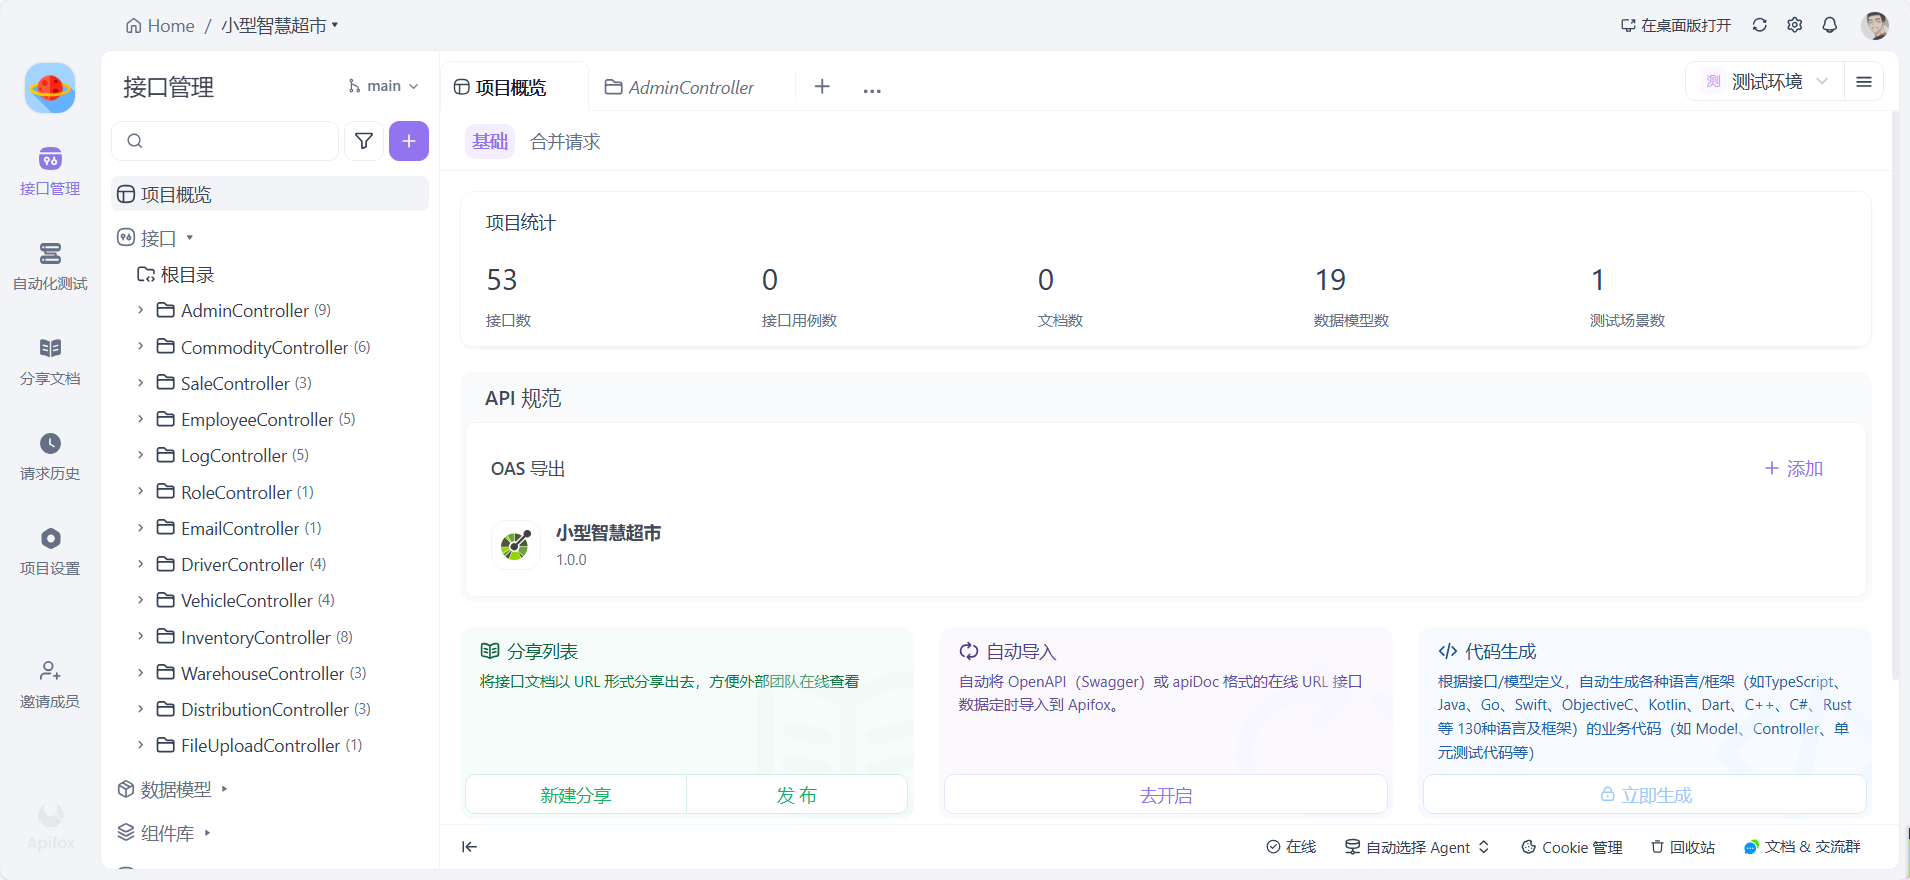 Home / 小型智慧超市
在桌面版打开
接口管理
自动化测试
分享文档
请求历史
项目设置
邀请成员
Apifox
接口管理
main
项目概览
接口
根目录
AdminController (9)
CommodityController (6)
SaleController (3)
EmployeeController (5)
LogController (5)
RoleController (1)
EmailController (1)
DriverController (4)
VehicleController (4)
InventoryController (8)
WarehouseController (3)
DistributionController (3)
FileUploadController (1)
数据模型
组件库
项目概览
AdminController
...
测 测试环境
基础
合并请求
项目统计
53
接口数
0
接口用例数
0
文档数
19
数据模型数
1
测试场景数
API 规范
OAS 导出
添加
小型智慧超市
1.0.0
分享列表
将接口文档以 URL 形式分享出去，方便外部团队在线查看
新建分享
发 布
自动导入
自动将 OpenAPI（Swagger）或 apiDoc 格式的在线 URL 接口
数据定时导入到 Apifox。
去开启
代码生成
根据接口/模型定义，自动生成各种语言/框架（如TypeScript、
Java、Go、Swift、ObjectiveC、Kotlin、Dart、C++、C#、Rust
等 130种语言及框架）的业务代码（如 Model、Controller、单
元测试代码等）
立即生成
在线
自动选择 Agent
Cookie 管理
回收站
文档 & 交流群